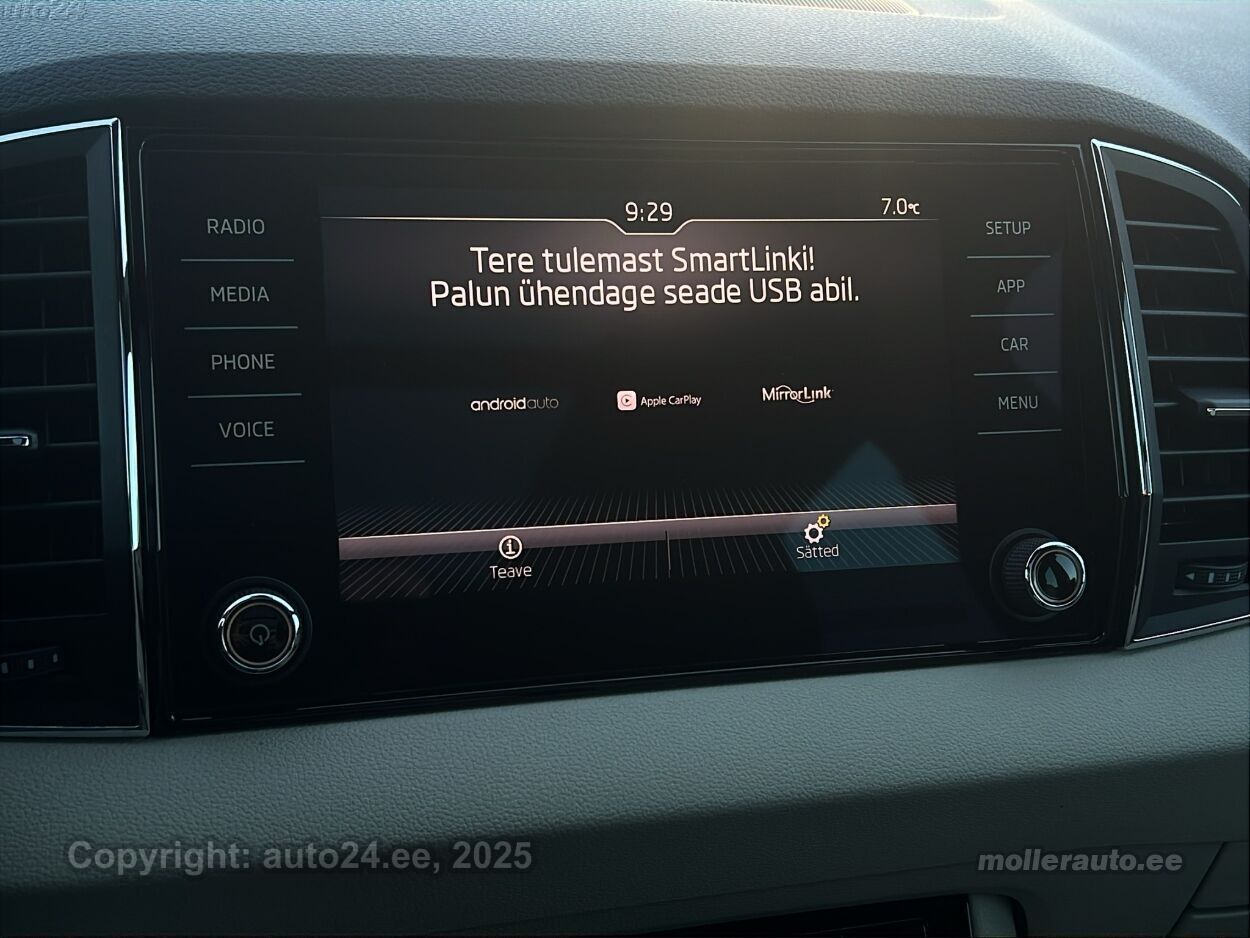 auto24
9:29
7.0°C
RADIO
MEDIA
PHONE
VOICE
Tere tulemast SmartLinki!
Palun ühendage seade USB abil.
androidauto
Apple CarPlay
MirrorLink
Teave
Sätted
SETUP
APP
CAR
MENU
Copyright: auto24.ee, 2025
mollerauto.ee